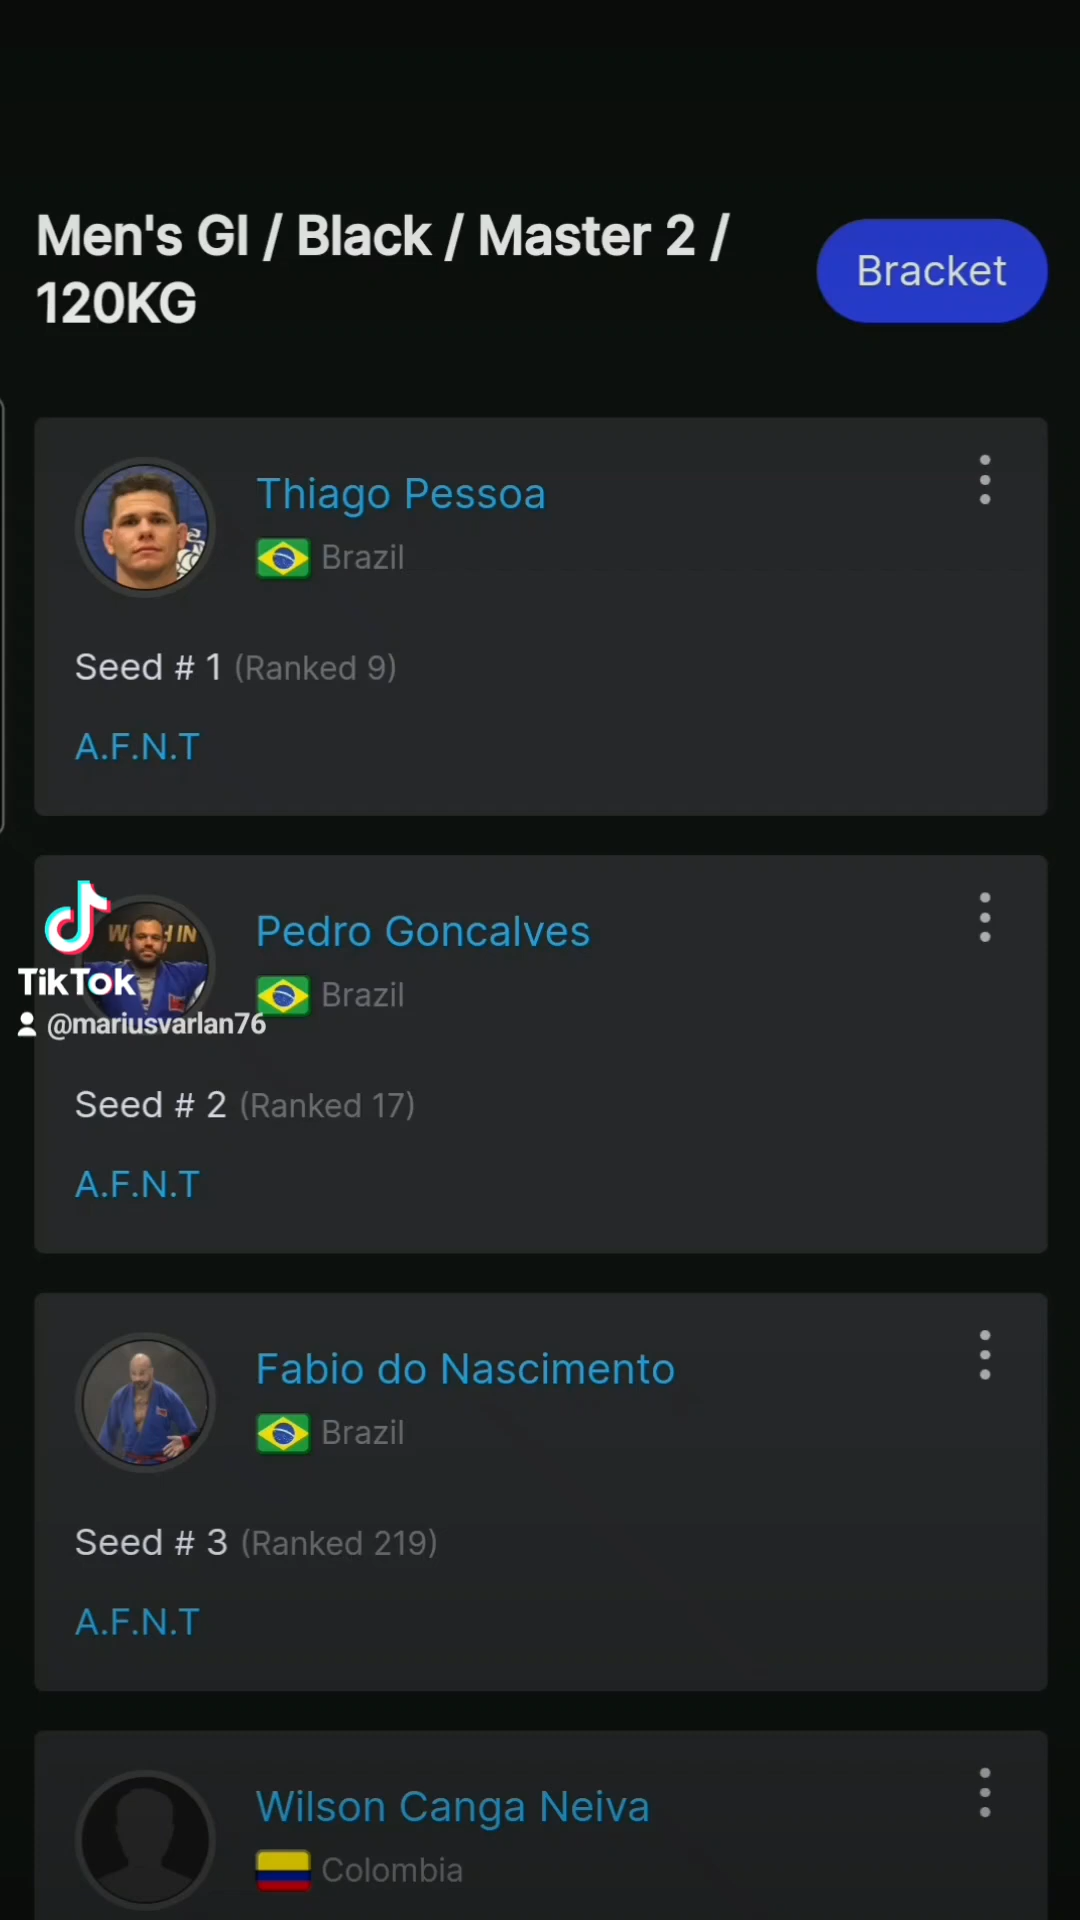 Men's GI / Black / Master 2 /
120KG
Bracket
Thiago Pessoa
Brazil
Seed # 1 (Ranked 9)
A.F.N.T
Pedro Goncalves
Brazil
TikTok
@mariusvarlan76
Seed # 2 (Ranked 17)
A.F.N.T
Fabio do Nascimento
Brazil
Seed # 3 (Ranked 219)
A.F.N.T
Wilson Canga Neiva
Colombia